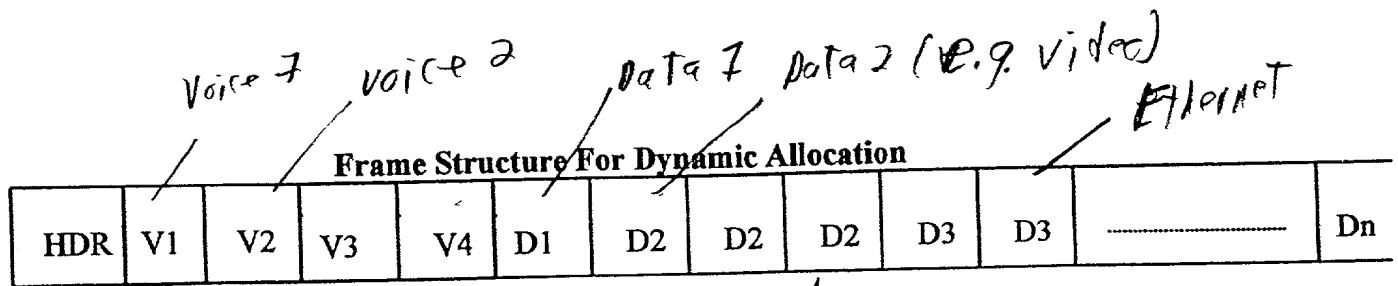 Voice 1 voice 2 Data 1 Data 2 (e.g. video) Ethernet
Frame Structure For Dynamic Allocation
HDR V1 V2 V3 V4 D1 D2 D2 D2 D3 D3 ........................... Dn